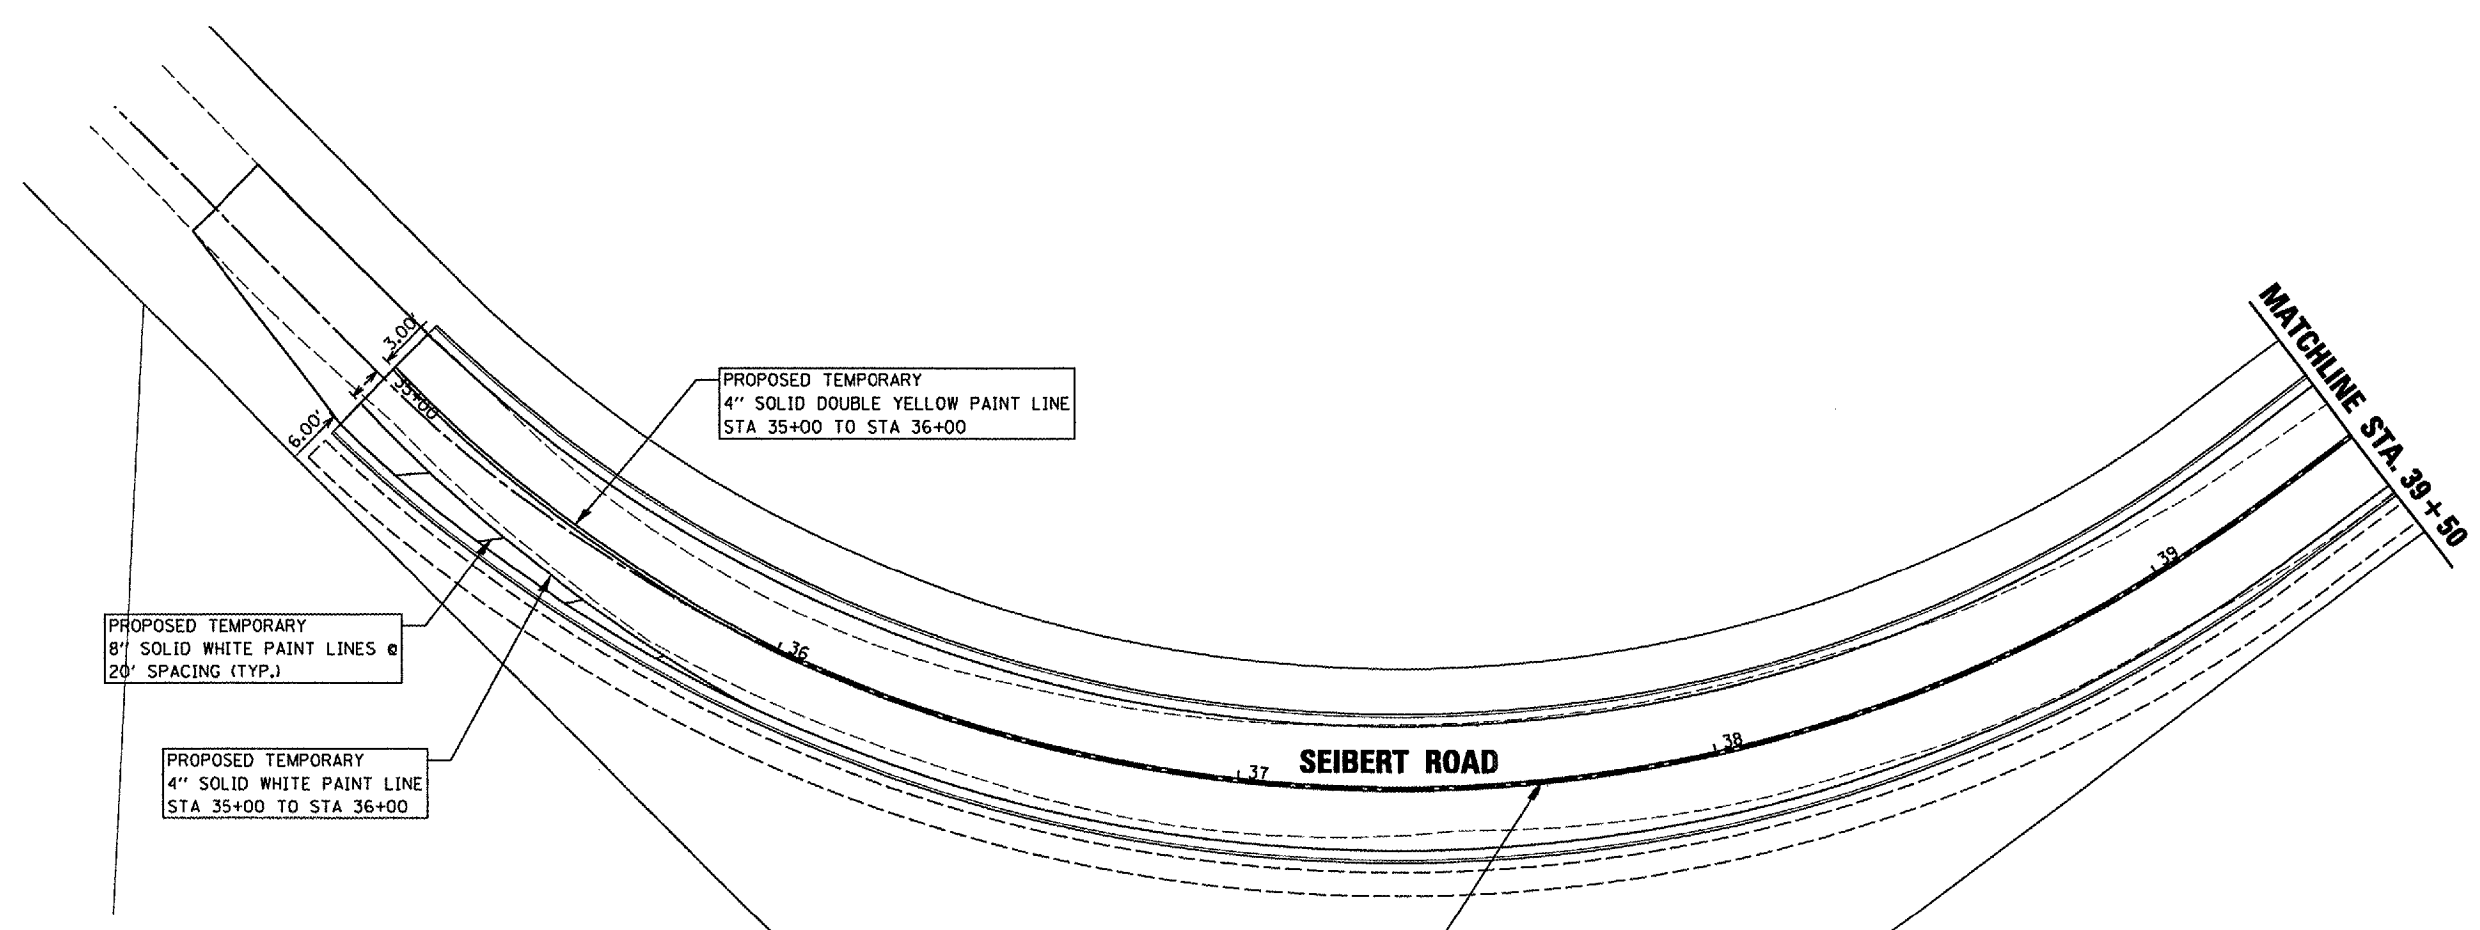 MATCHLINE STA. 39+50
3.00'
35+00
6.00'
PROPOSED TEMPORARY
4" SOLID DOUBLE YELLOW PAINT LINE
STA 35+00 TO STA 36+00
PROPOSED TEMPORARY
8" SOLID WHITE PAINT LINES @
20' SPACING (TYP.)
PROPOSED TEMPORARY
4" SOLID WHITE PAINT LINE
STA 35+00 TO STA 36+00
36
37
SEIBERT ROAD
38
39